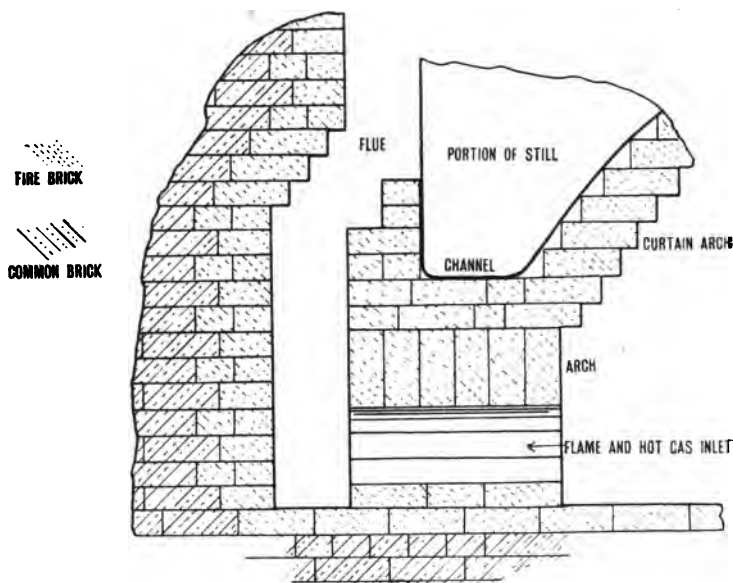 FLUE
PORTION OF STILL
FIRE BRICK
CURTAIN ARCH
COMMON BRICK
CHANNEL
ARCH
FLAME AND HOT GAS INLET